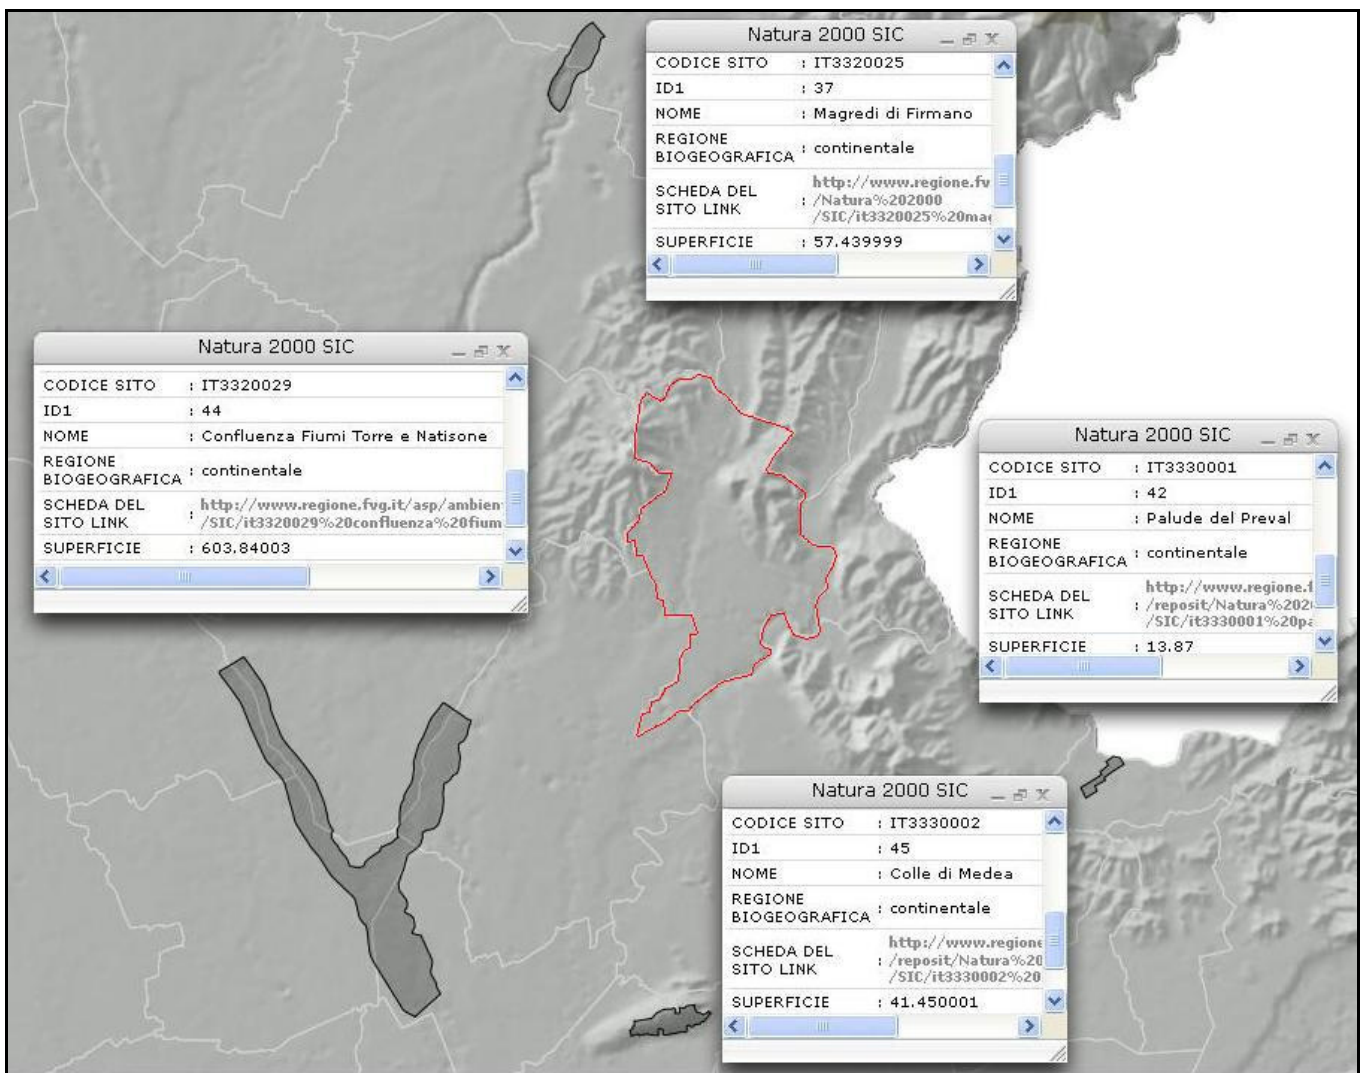 Natura 2000 SIC
CODICE SITO : IT3320025
ID1 : 37
NOME : Magredi di Firmano
REGIONE
BIOGEOGRAFICA : continentale
SCHEDA DEL
SITO LINK : http://www.regione.fv
/Natura%202000
/SIC/it3320025%20mag
SUPERFICIE : 57.439999
Natura 2000 SIC
CODICE SITO : IT3320029
ID1 : 44
NOME : Confluenza Fiumi Torre e Natisone
REGIONE
BIOGEOGRAFICA : continentale
SCHEDA DEL
SITO LINK : http://www.regione.fvg.it/asp/ambien
/SIC/it3320029%20confluenza%20fium
SUPERFICIE : 603.84003
Natura 2000 SIC
CODICE SITO : IT3330001
ID1 : 42
NOME : Palude del Preval
REGIONE
BIOGEOGRAFICA : continentale
SCHEDA DEL
SITO LINK : http://www.regione.f
/reposit/Natura%202
/SIC/it3330001%20pa
SUPERFICIE : 13.87
Natura 2000 SIC
CODICE SITO : IT3330002
ID1 : 45
NOME : Colle di Medea
REGIONE
BIOGEOGRAFICA : continentale
SCHEDA DEL
SITO LINK : http://www.regione
/reposit/Natura%20
/SIC/it3330002%20
SUPERFICIE : 41.450001